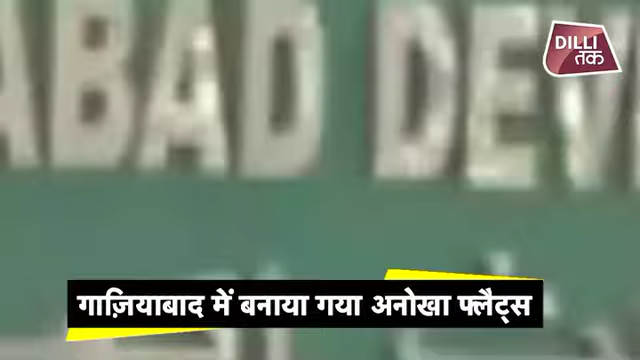 DILLI
तक
ABAD DEV
गाज़ियाबाद में बनाया गया अनोखा फ्लैट्स